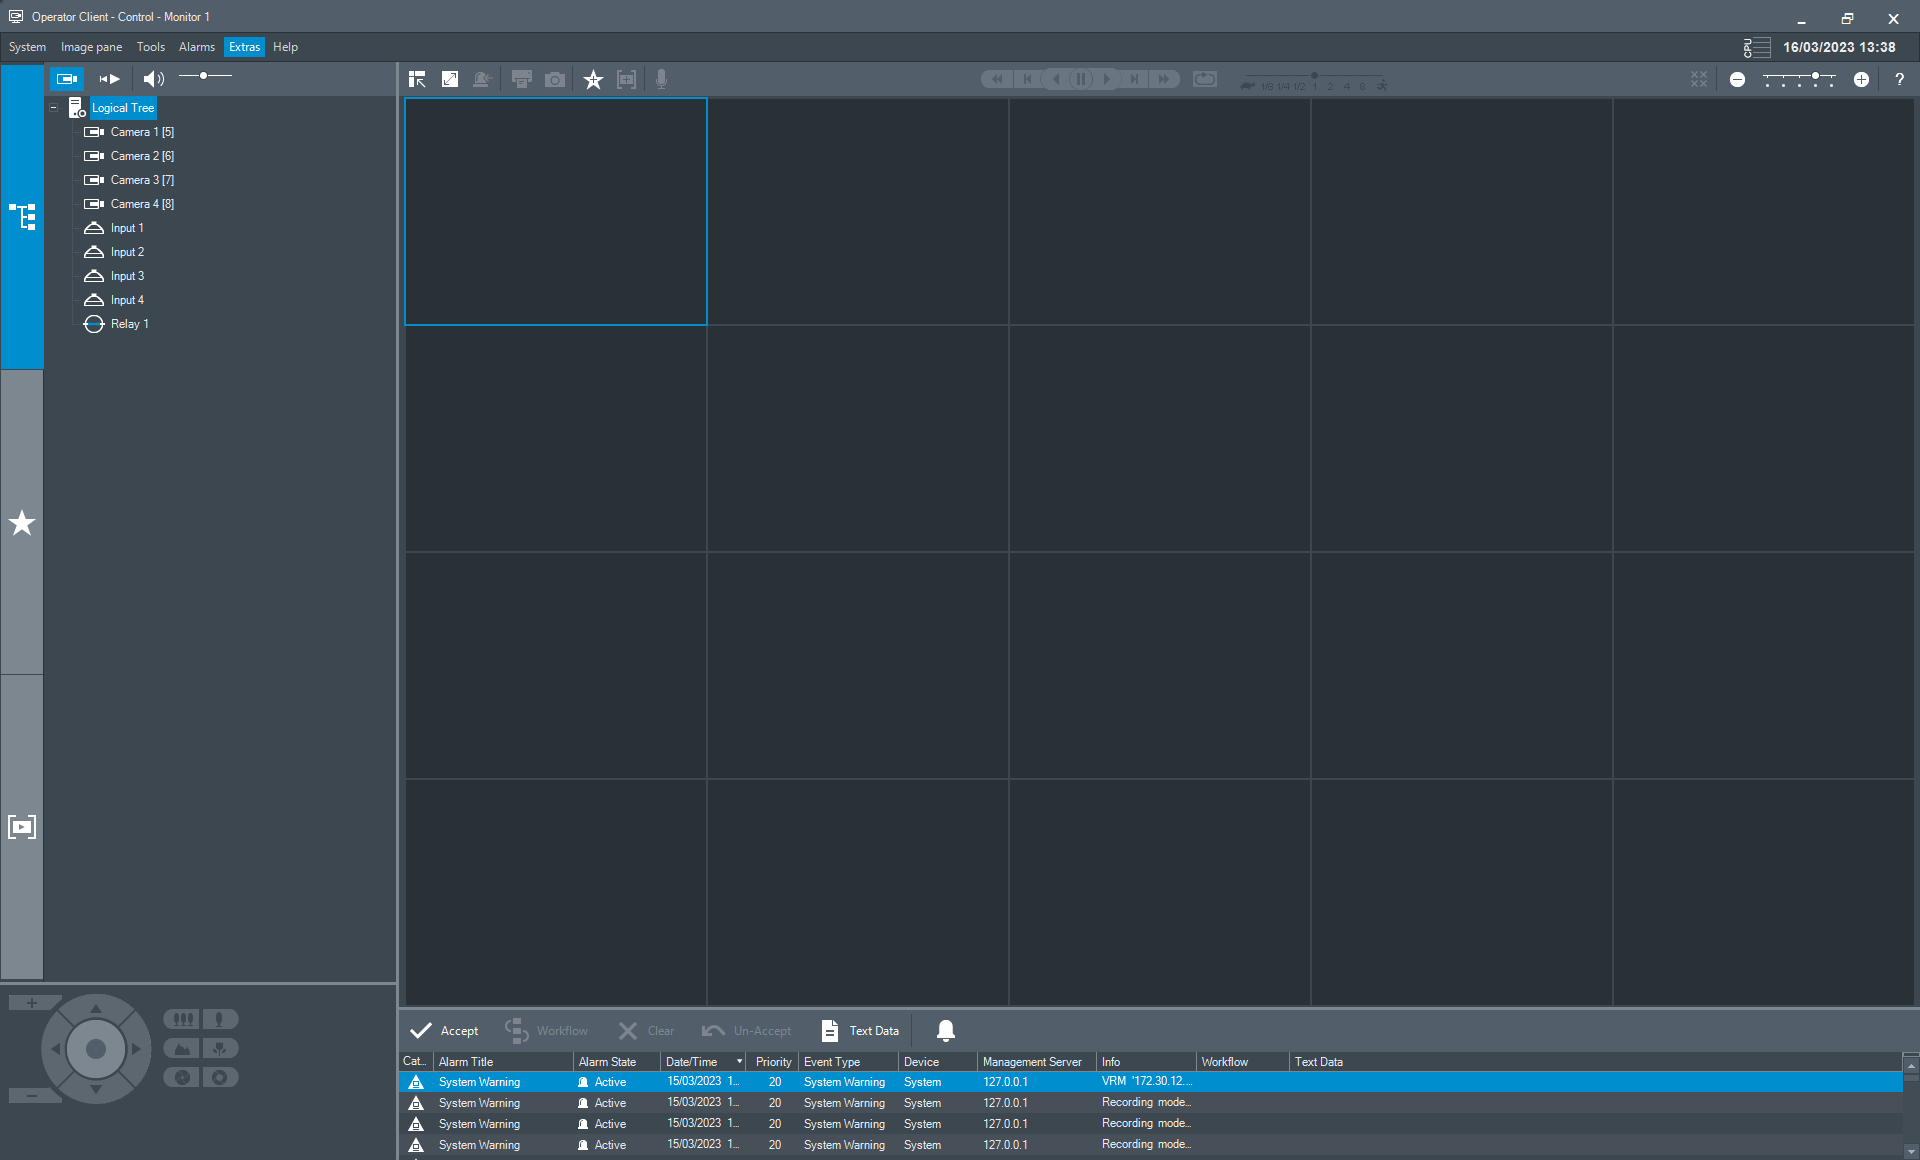 Operator Client - Control - Monitor 1
System Image pane Tools Alarms Extras Help
CPU 16/03/2023 13:38
1/8 1/4 1/2 1 2 4 8
?
Logical Tree
Camera 1 [5]
Camera 2 [6]
Camera 3 [7]
Camera 4 [8]
Input 1
Input 2
Input 3
Input 4
Relay 1
Accept Workflow Clear Un-Accept Text Data
Cat... Alarm Title Alarm State Date/Time Priority Event Type Device Management Server Info Workflow Text Data
System Warning Active 15/03/2023 1... 20 System Warning System 127.0.0.1 VRM '172.30.12....
System Warning Active 15/03/2023 1... 20 System Warning System 127.0.0.1 Recording mode...
System Warning Active 15/03/2023 1... 20 System Warning System 127.0.0.1 Recording mode...
System Warning Active 15/03/2023 1... 20 System Warning System 127.0.0.1 Recording mode...